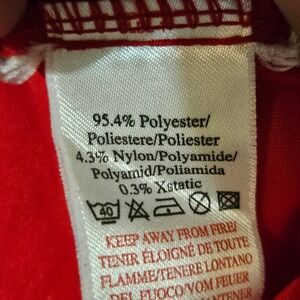 95.4% Polyester/
Poliestere/Poliester
4.3% Nylon/Polyamide/
Polyamid/Poliamida
0.3% Xstatic
40
KEEP AWAY FROM FIRE/
TENIR ÉLOIGNÉ DE TOUTE
FLAMME/TENERE LONTANO
DEL FUOCO/VOM FEUER